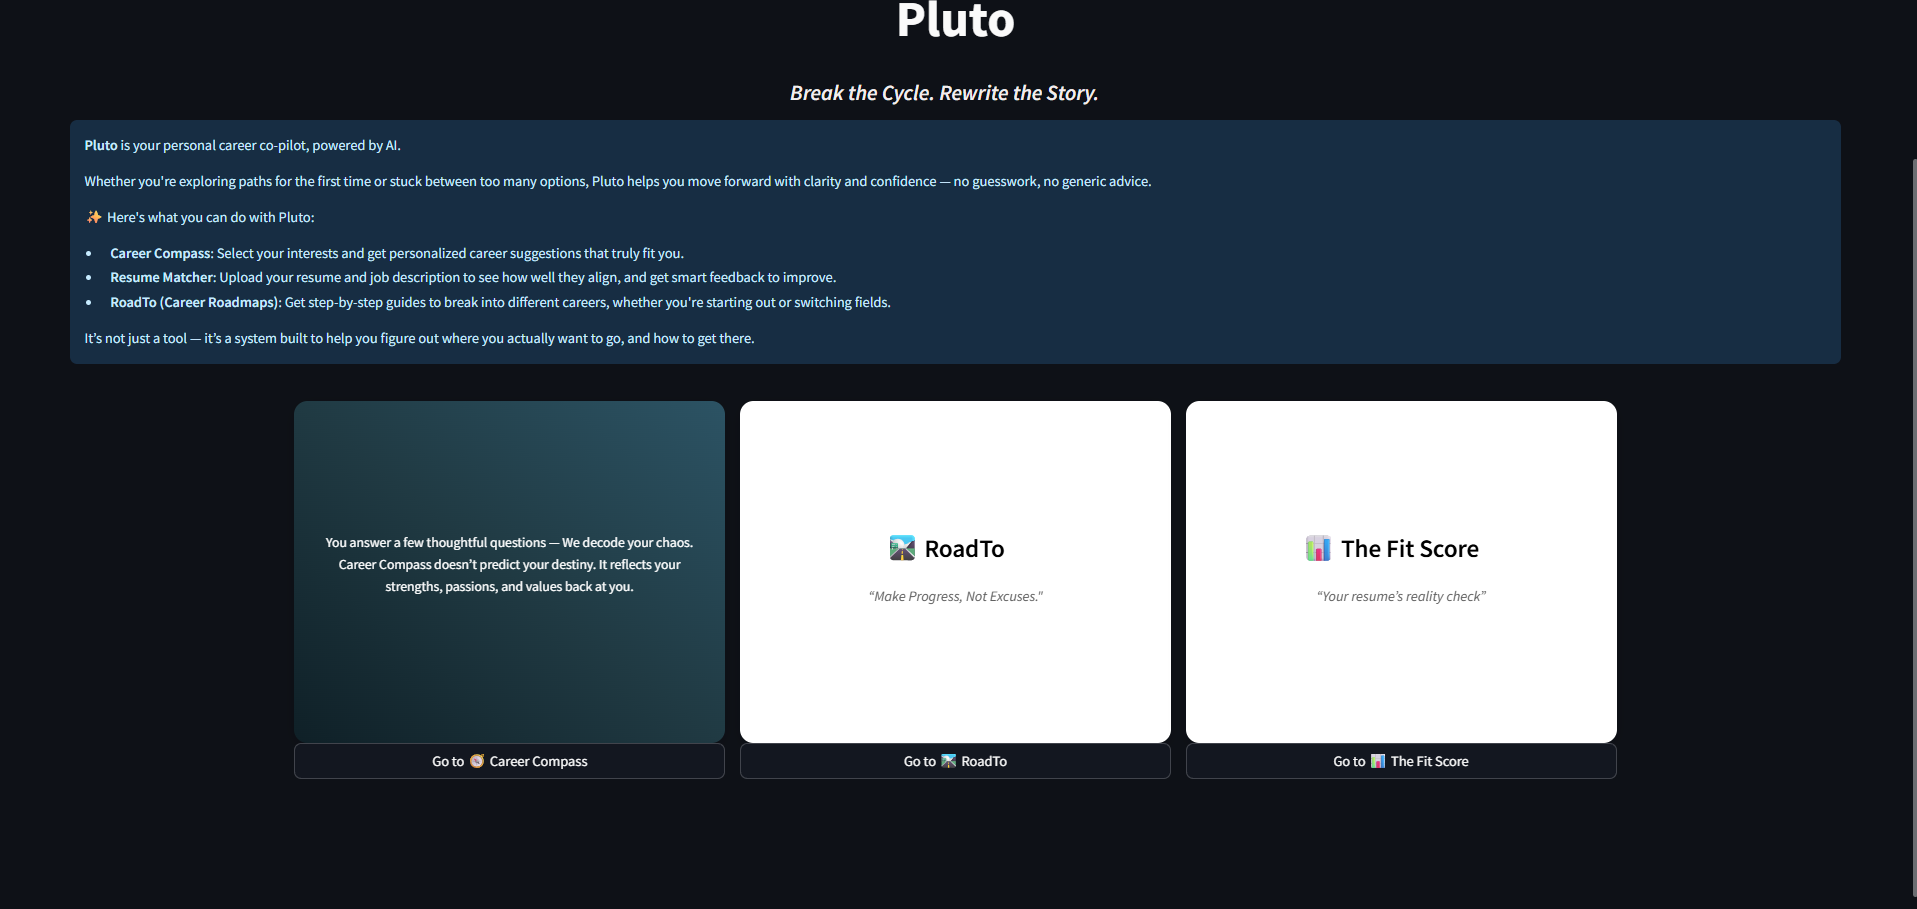 Pluto
Break the Cycle. Rewrite the Story.
Pluto is your personal career co-pilot, powered by AI.
Whether you're exploring paths for the first time or stuck between too many options, Pluto helps you move forward with clarity and confidence — no guesswork, no generic advice.
✨ Here's what you can do with Pluto:
• Career Compass: Select your interests and get personalized career suggestions that truly fit you.
• Resume Matcher: Upload your resume and job description to see how well they align, and get smart feedback to improve.
• RoadTo (Career Roadmaps): Get step-by-step guides to break into different careers, whether you're starting out or switching fields.
It’s not just a tool — it’s a system built to help you figure out where you actually want to go, and how to get there.
You answer a few thoughtful questions — We decode your chaos.
Career Compass doesn’t predict your destiny. It reflects your
strengths, passions, and values back at you.
Go to 🧭 Career Compass
🛣️ RoadTo
“Make Progress, Not Excuses."
Go to 🛣️ RoadTo
📊 The Fit Score
“Your resume’s reality check”
Go to 📊 The Fit Score